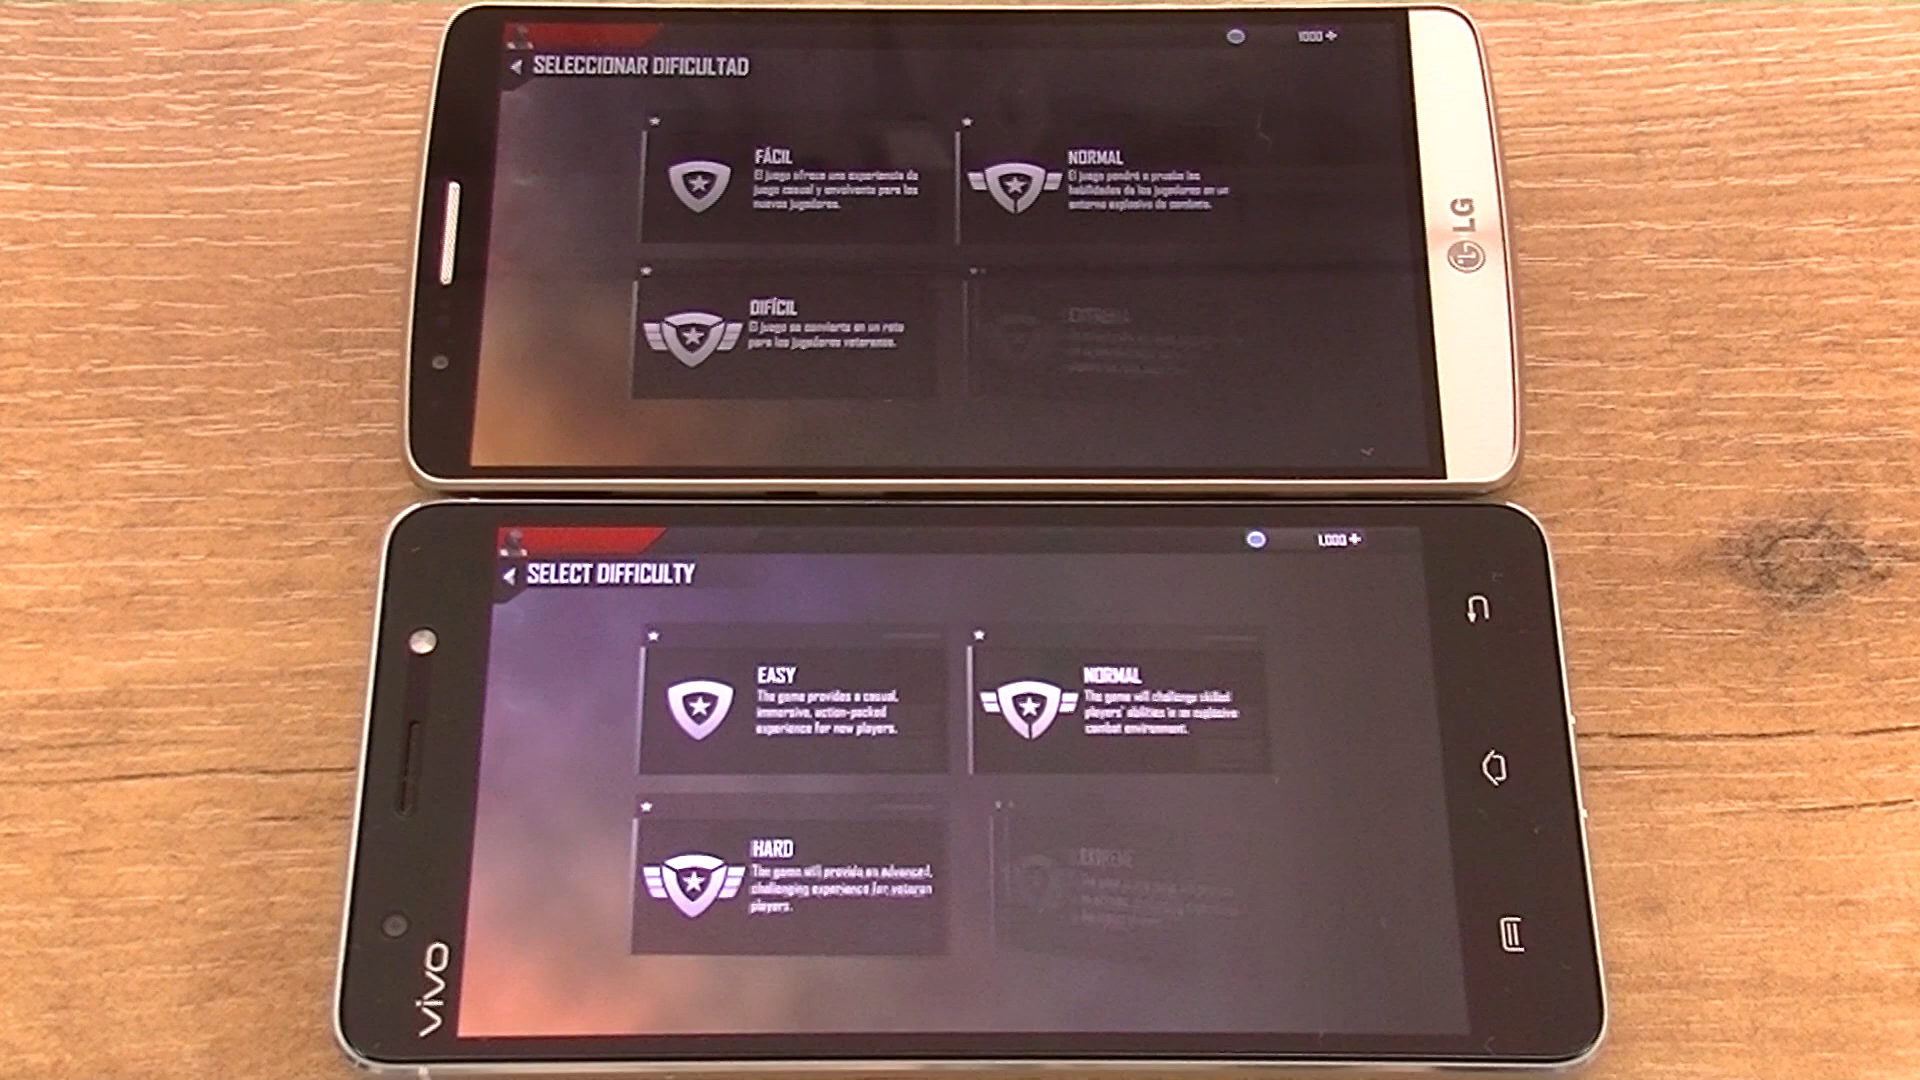 1000 +
SELECCIONAR DIFICULTAD
FÁCIL
El juego ofrece una experiencia de
juego casual y envolvente para los
nuevos jugadores.
NORMAL
El juego pondrá a prueba las
habilidades de los jugadores en un
entorno explosivo de combate.
DIFÍCIL
El juego se convierte en un reto
para los jugadores veteranos.
LG
1,000 +
SELECT DIFFICULTY
EASY
The game provides a casual,
immersive, action-packed
experience for new players.
NORMAL
The game will challenge skilled
players' abilities in an explosive
combat environment.
HARD
The game will provide an advanced,
challenging experience for veteran
players.
EXTREME
vivo